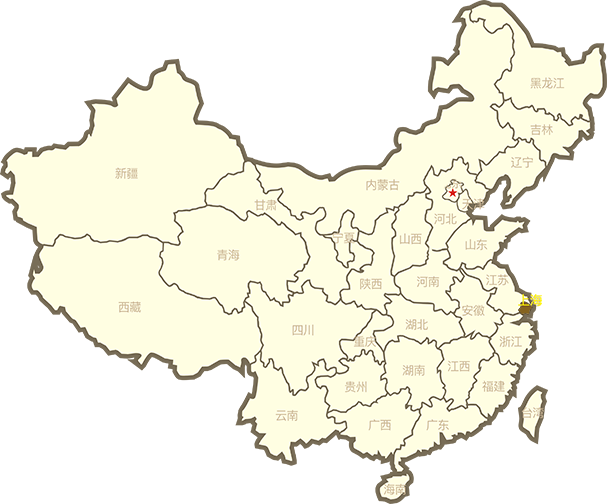 黑龙江
吉林
辽宁
新疆
内蒙古
甘肃
天津
河北
宁夏
山西
山东
青海
陕西
河南
江苏
西藏
上海
安徽
四川
湖北
重庆
浙江
湖南
江西
贵州
福建
云南
台湾
广西
广东
海南